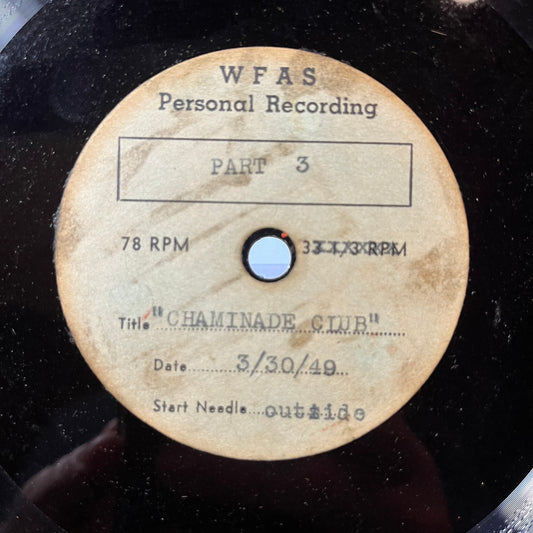 WFAS
Personal Recording
PART 3
78 RPM 33 1/3 RPM
Title "CHAMINADE CLUB"
Date 3/30/49
Start Needle outside